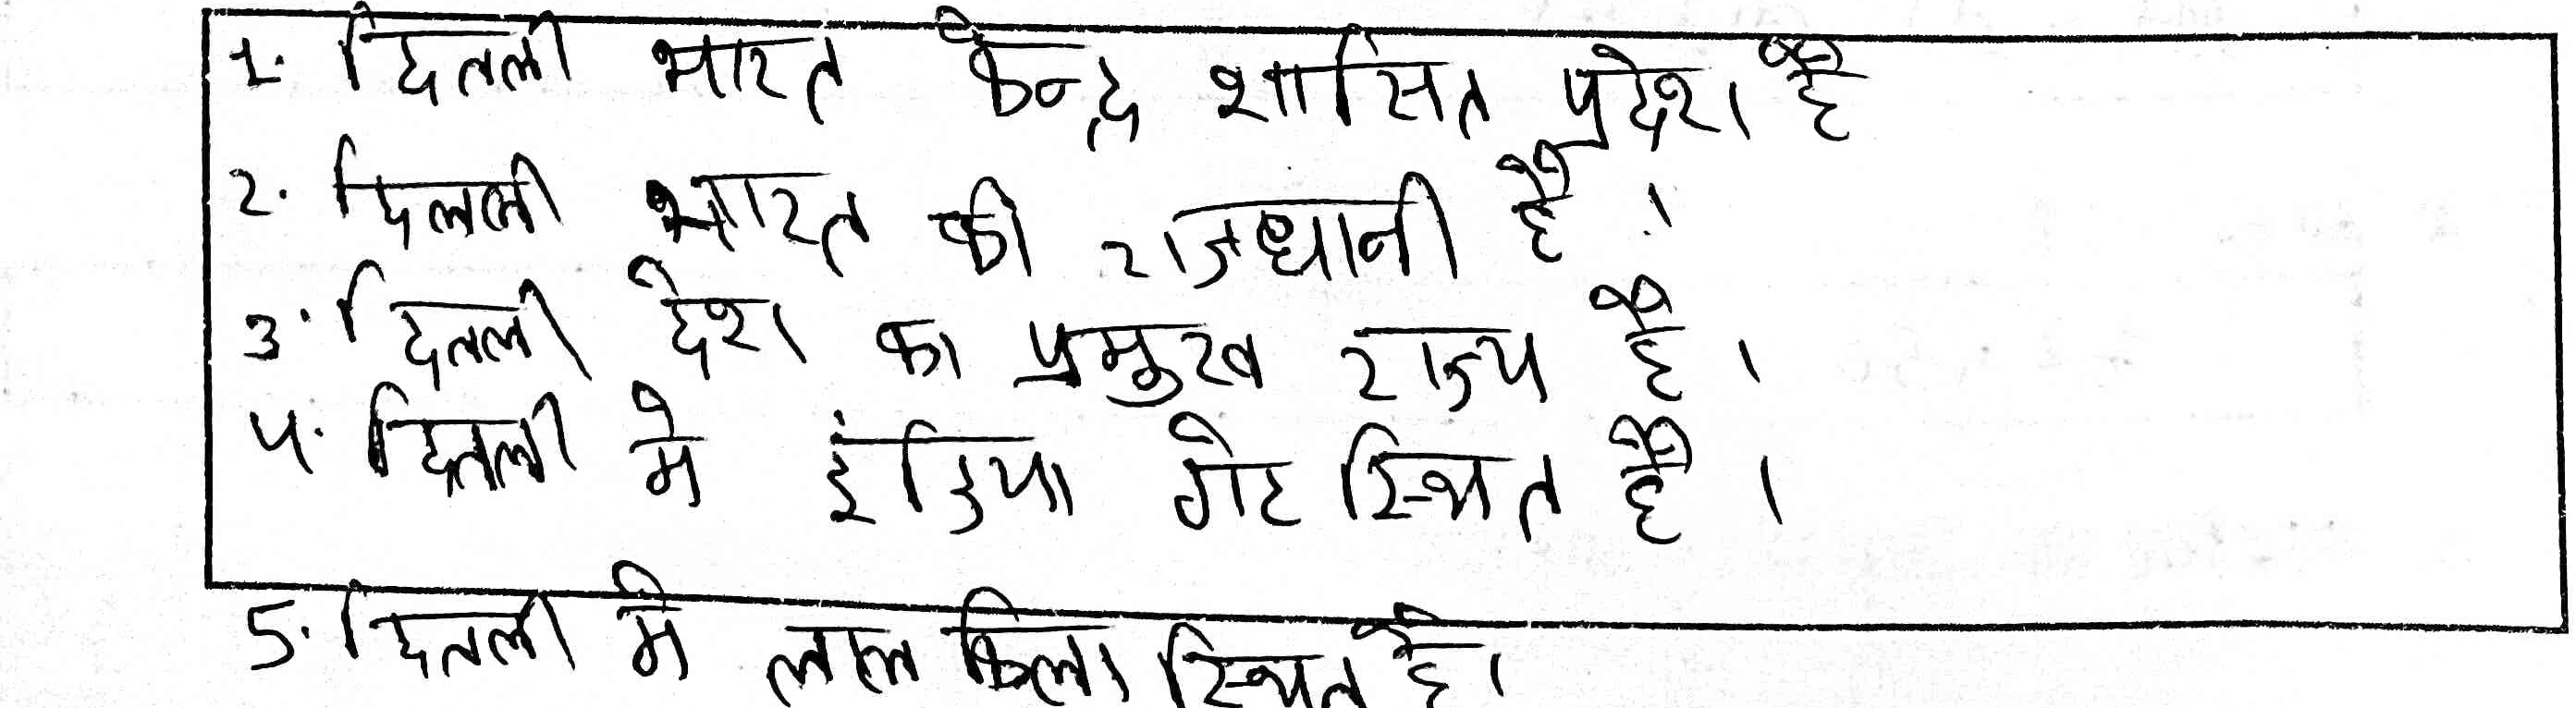 1. दिल्ली भारत केन्द्र शासित प्रदेश है
2. दिल्ली भारत की राजधानी है ।
3. दिल्ली देश का प्रमुख राज्य है ।
4. दिल्ली मे इंडिया गेट स्थित है ।
5. दिल्ली मे लाल किला स्थित है।